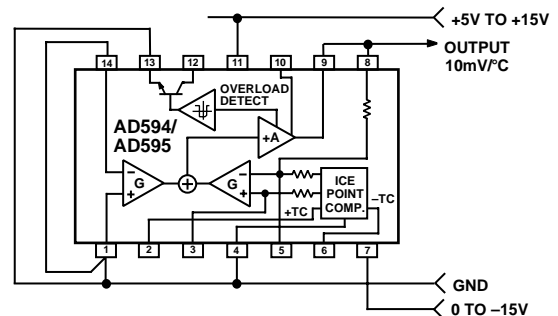 +5V TO +15V
OUTPUT
10mV/°C
14 13 12 11 10 9 8
OVERLOAD
DETECT
AD594/
AD595
+A
– G +
– G +
ICE
POINT
COMP.
–TC
+TC
1 2 3 4 5 6 7
GND
0 TO –15V